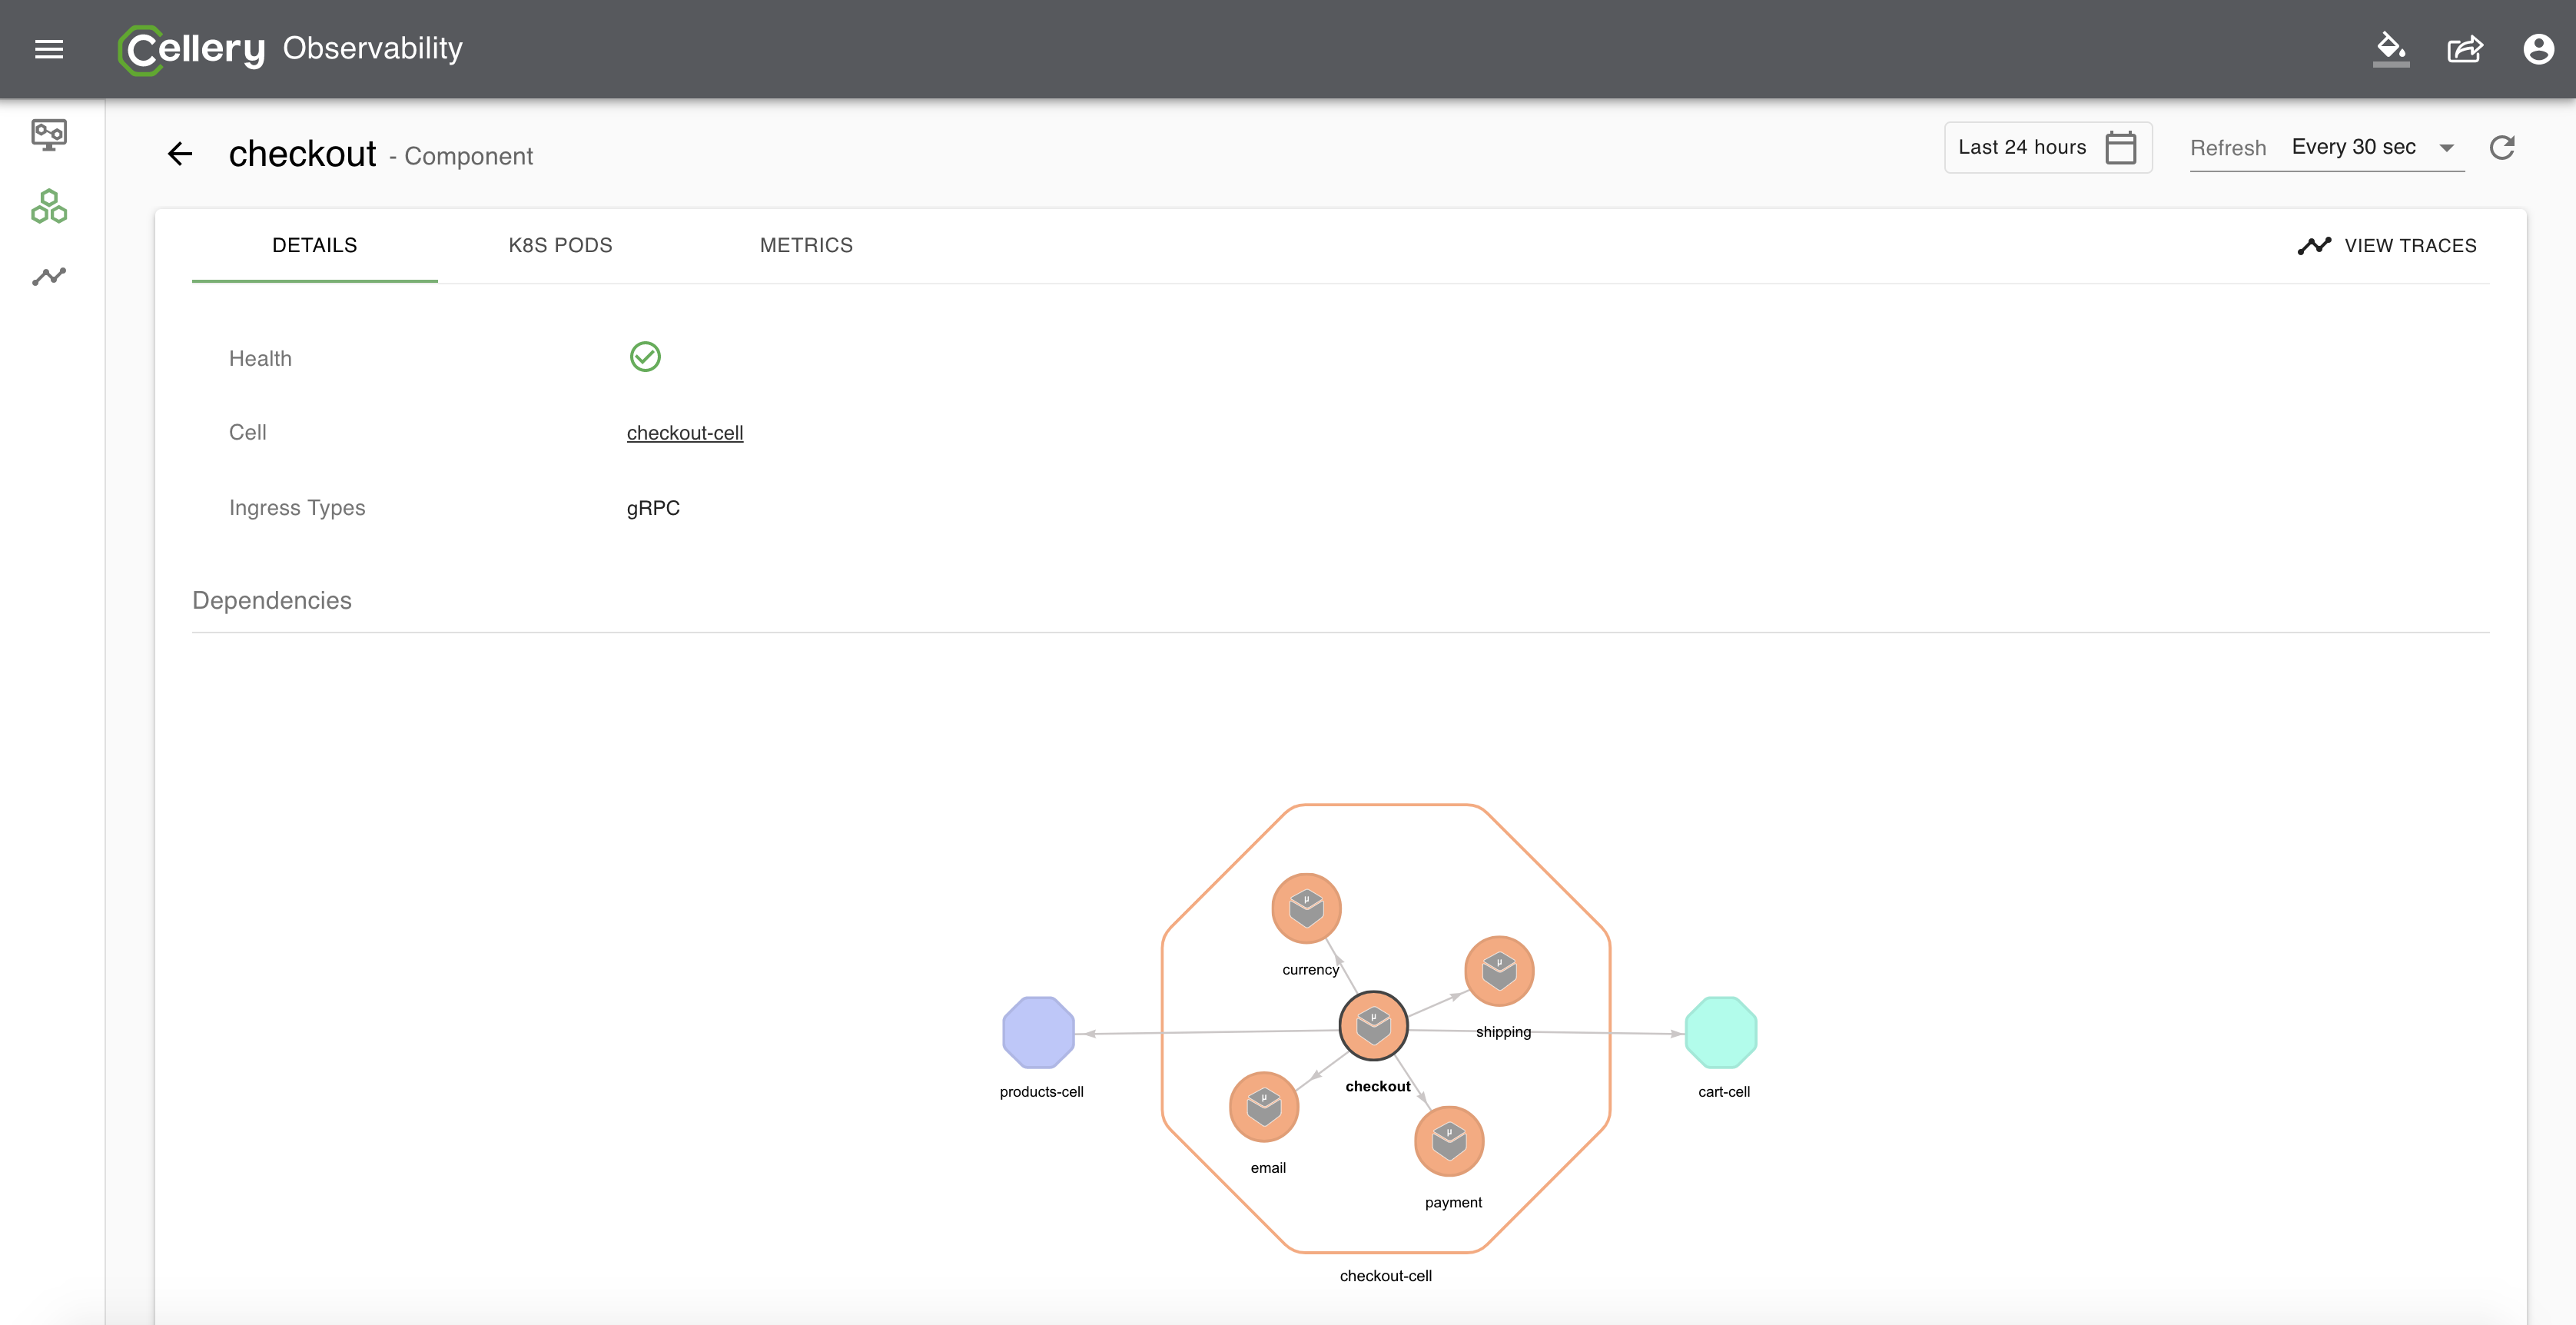 Cellery Observability
checkout - Component
Last 24 hours
Refresh Every 30 sec
DETAILS K8S PODS METRICS VIEW TRACES
Health
Cell checkout-cell
Ingress Types gRPC
Dependencies
µ
currency
µ
shipping
µ
checkout
products-cell
cart-cell
µ
email
µ
payment
checkout-cell